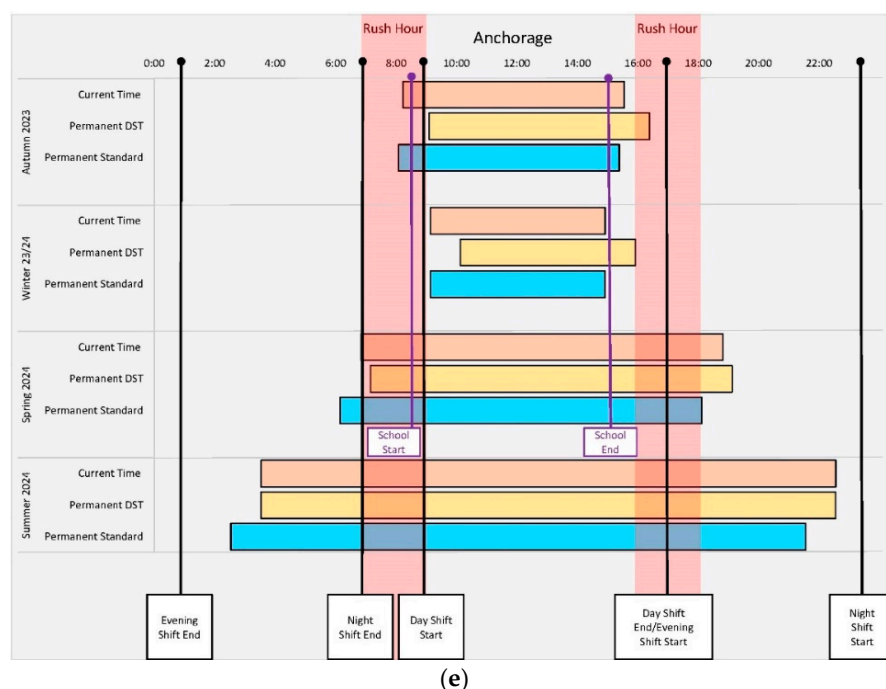 Rush Hour
Rush Hour
Anchorage
0:00 2:00 4:00 6:00 8:00 10:00 12:00 14:00 16:00 18:00 20:00 22:00
Autumn 2023
Current Time
Permanent DST
Permanent Standard
Winter 23/24
Current Time
Permanent DST
Permanent Standard
Spring 2024
Current Time
Permanent DST
Permanent Standard
School
Start
School
End
Summer 2024
Current Time
Permanent DST
Permanent Standard
Evening
Shift End
Night
Shift End
Day Shift
Start
Day Shift
End/Evening
Shift Start
Night
Shift
Start
(e)